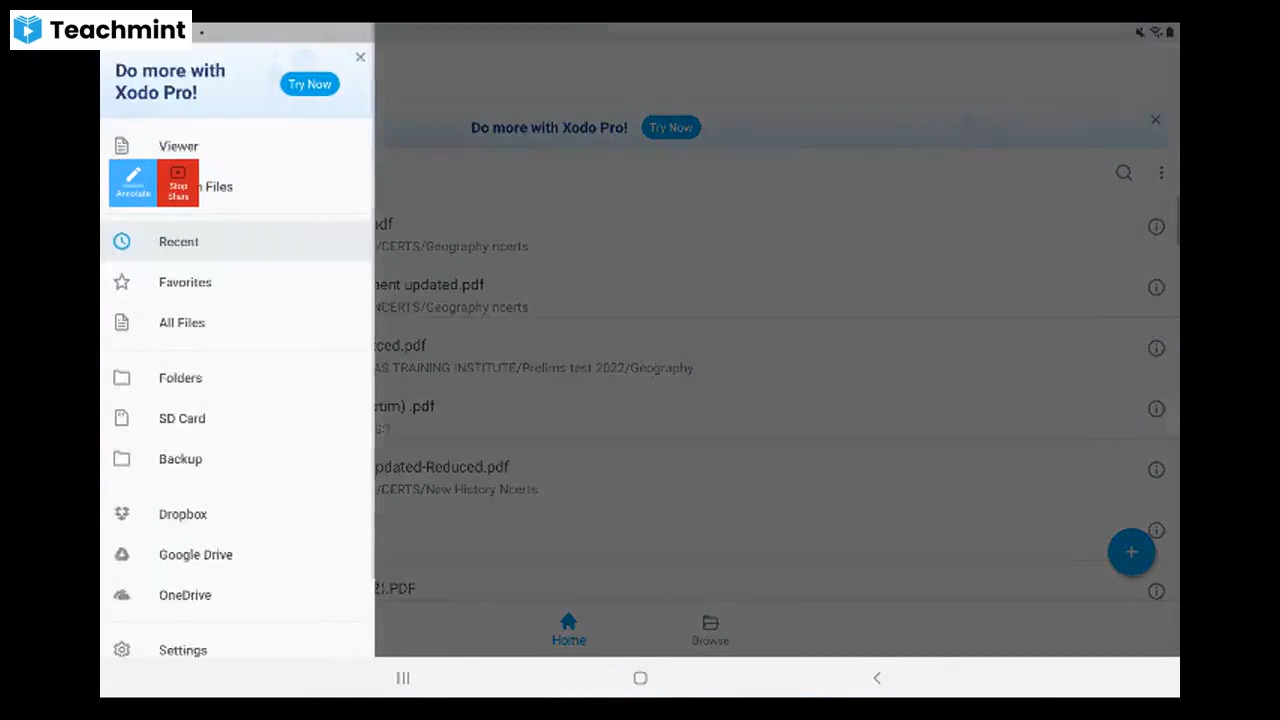 Teachmint
Do more with
Xodo Pro!
Try Now
Viewer
Annotate
Stop
Share
Files
Recent
Favorites
All Files
Folders
SD Card
Backup
Dropbox
Google Drive
OneDrive
Settings
Do more with Xodo Pro!
Try Now
df
/CERTS/Geography ncerts
ent updated.pdf
NCERTS/Geography ncerts
ced.pdf
AS TRAINING INSTITUTE/Prelims test 2022/Geography
um) .pdf
pdated-Reduced.pdf
/CERTS/New History Ncerts
21.PDF
Home
Browse